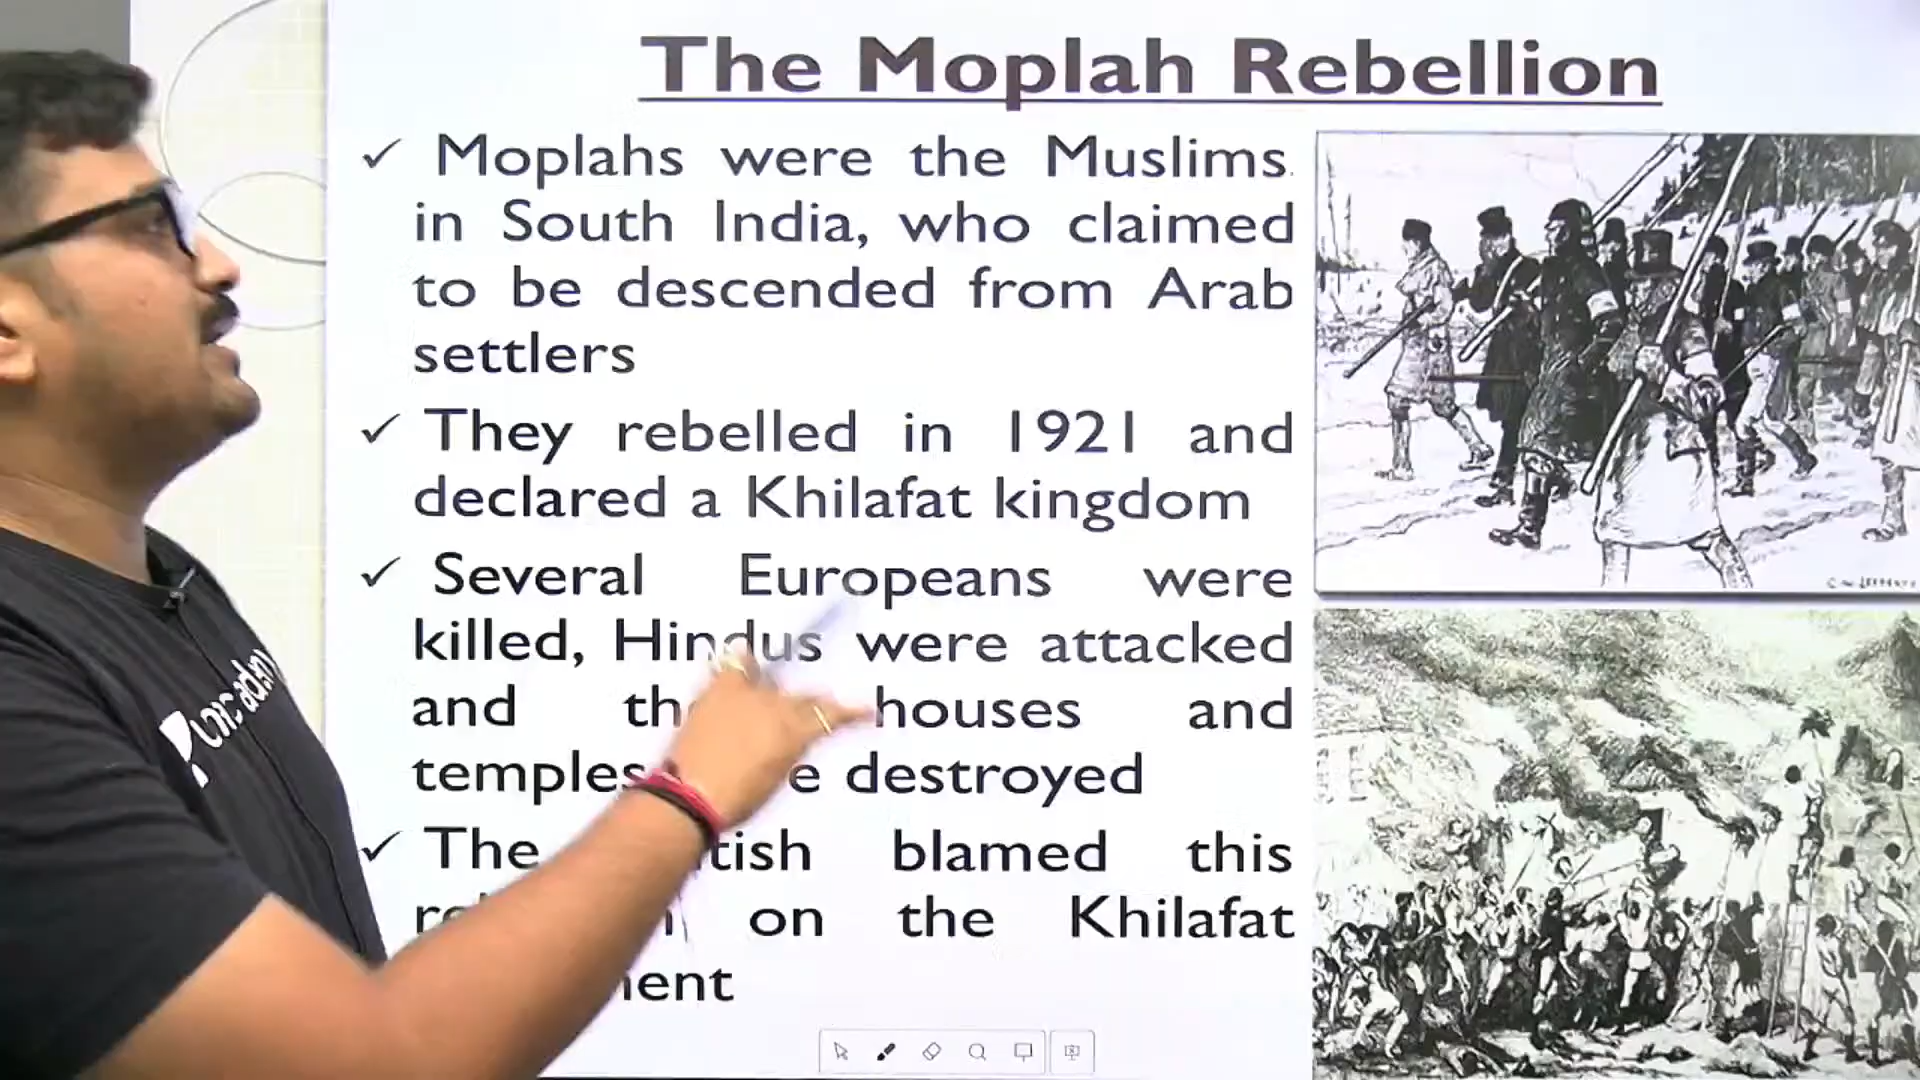 The Moplah Rebellion
✓ Moplahs were the Muslims
in South India, who claimed
to be descended from Arab
settlers
✓ They rebelled in 1921 and
declared a Khilafat kingdom
✓ Several Europeans were
killed, Hindus were attacked
and houses and
temples destroyed
✓ The blamed this
on the Khilafat